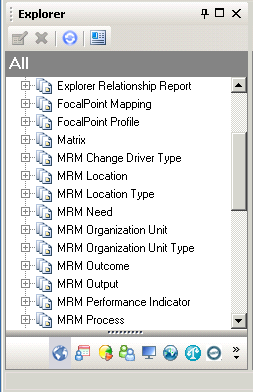 Explorer
All
Explorer Relationship Report
FocalPoint Mapping
FocalPoint Profile
Matrix
MRM Change Driver Type
MRM Location
MRM Location Type
MRM Need
MRM Organization Unit
MRM Organization Unit Type
MRM Outcome
MRM Output
MRM Performance Indicator
MRM Process